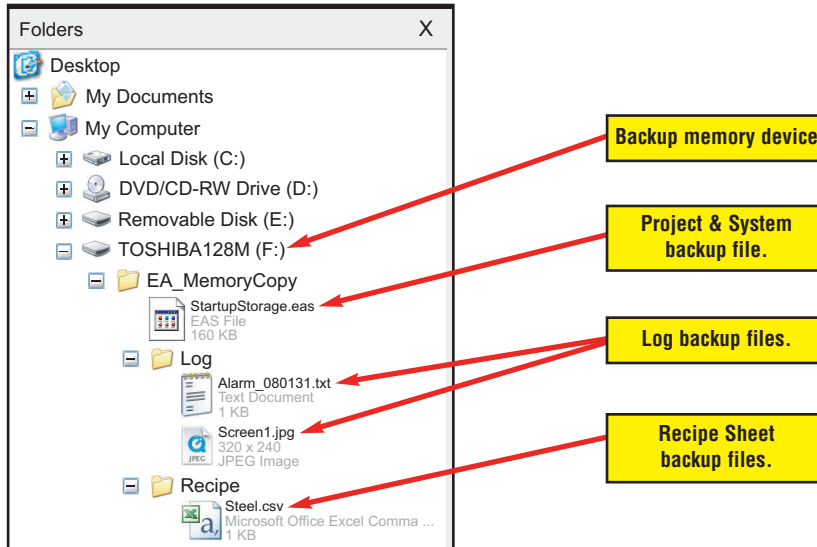 Folders X
Desktop
My Documents
My Computer
Local Disk (C:)
DVD/CD-RW Drive (D:)
Removable Disk (E:)
TOSHIBA128M (F:)
EA_MemoryCopy
StartupStorage.eas
EAS File
160 KB
Log
Alarm_080131.txt
Text Document
1 KB
Screen1.jpg
320 x 240
JPEG Image
JPEG
Recipe
Steel.csv
Microsoft Office Excel Comma ...
1 KB
a,
Backup memory device
Project & System
backup file.
Log backup files.
Recipe Sheet
backup files.